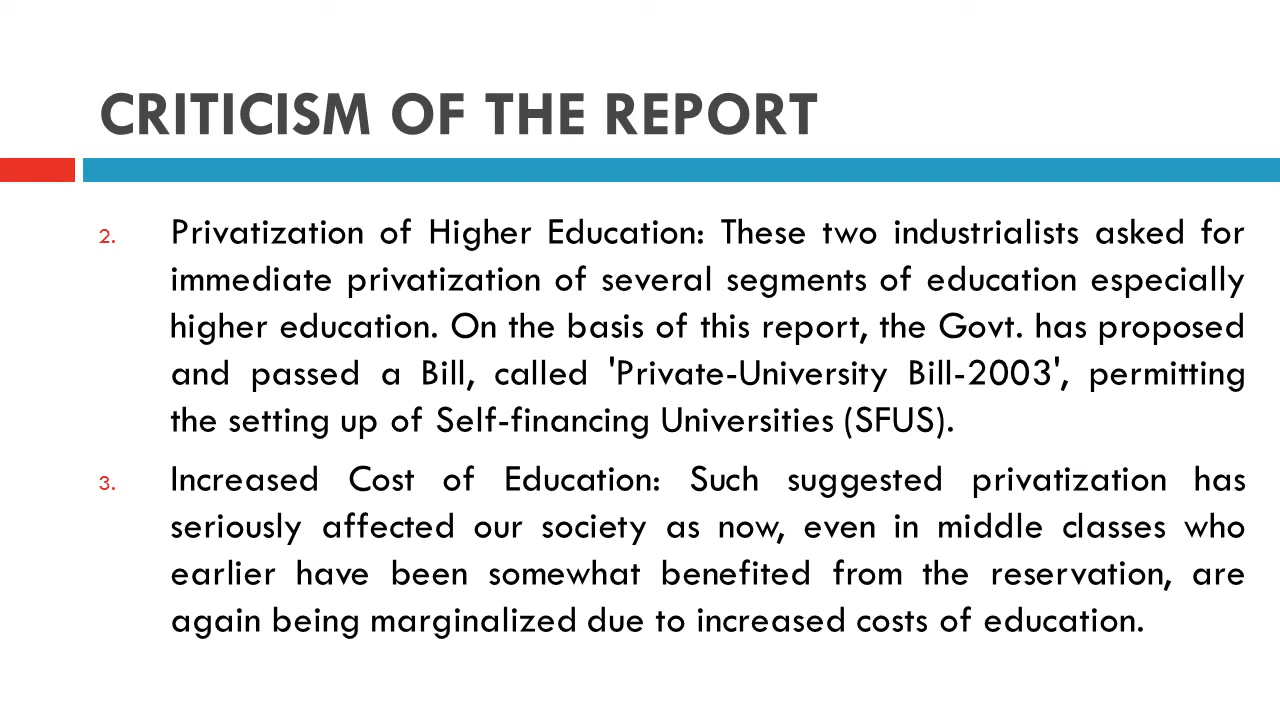 CRITICISM OF THE REPORT
2. Privatization of Higher Education: These two industrialists asked for
immediate privatization of several segments of education especially
higher education. On the basis of this report, the Govt. has proposed
and passed a Bill, called 'Private-University Bill-2003', permitting
the setting up of Self-financing Universities (SFUS).
3. Increased Cost of Education: Such suggested privatization has
seriously affected our society as now, even in middle classes who
earlier have been somewhat benefited from the reservation, are
again being marginalized due to increased costs of education.